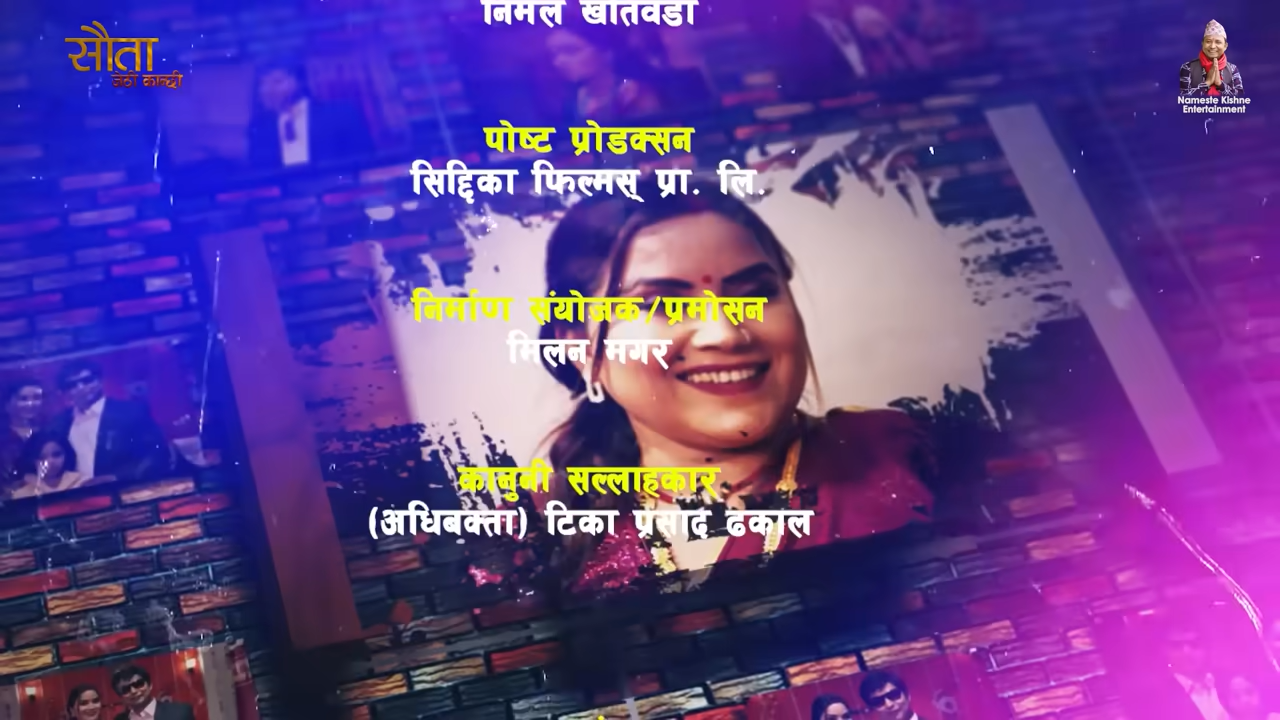 निर्मल खतिवडा
सौता
जेठी कान्छी
Nameste Kishne
Entertainment
पोष्ट प्रोडक्सन
सिद्दिका फिल्मस् प्रा. लि.
निर्माण संयोजक/प्रमोसन
मिलन मगर
कानुनी सल्लाहकार
(अधिबक्ता) टिका प्रसाद ढकाल